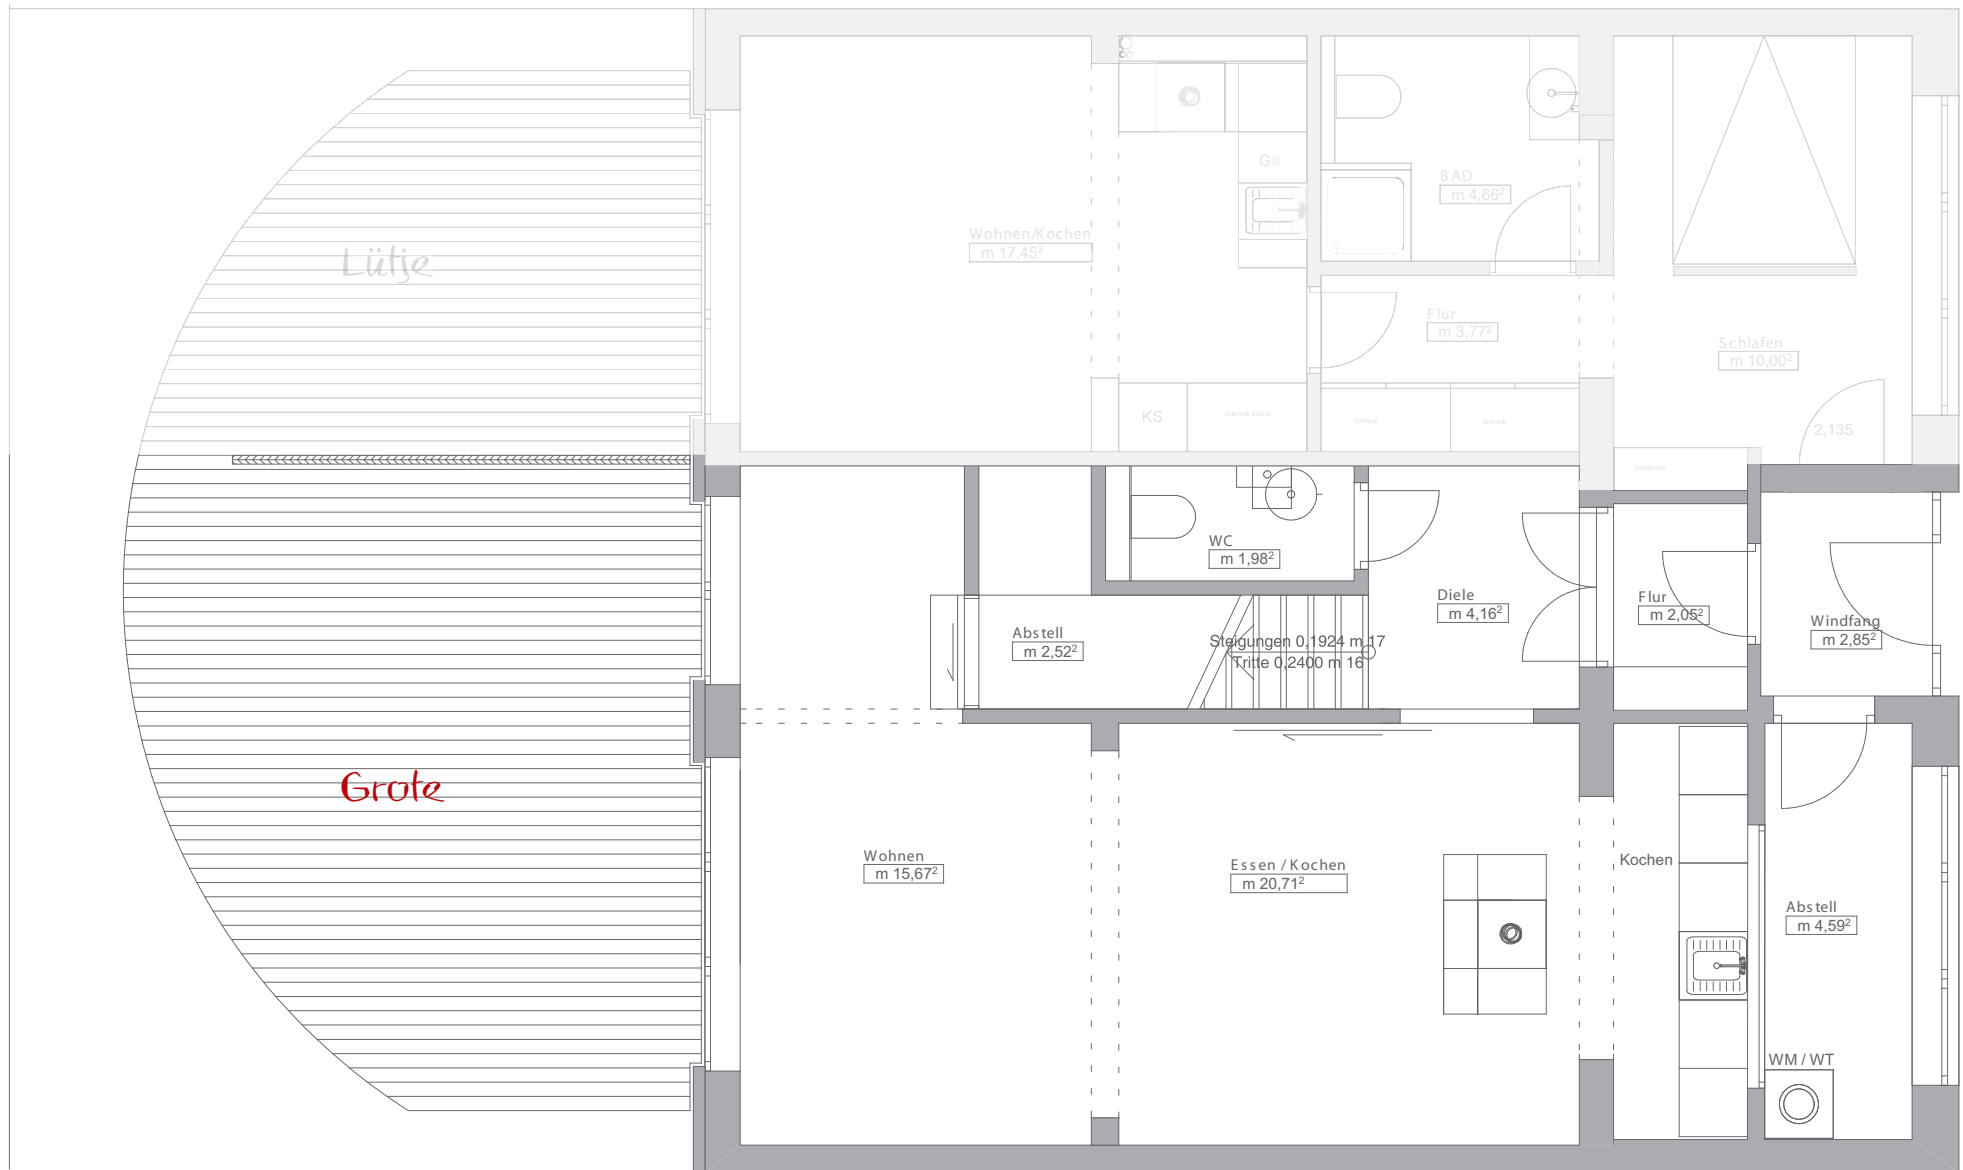 BAD
m 4,66²
Wohnen/Kochen
m 17,45²
Lütje
Flur
m 3,77²
Schlafen
m 10,00²
KS
Schrank
Schrank
2,135
WC
m 1,98²
Diele
m 4,16²
Flur
m 2,05²
Windfang
m 2,85²
Abstell
m 2,52²
Steigungen 0,1924 m 17
Tritte 0,2400 m 16
Grote
Wohnen
m 15,67²
Essen / Kochen
m 20,71²
Kochen
Abstell
m 4,59²
WM / WT